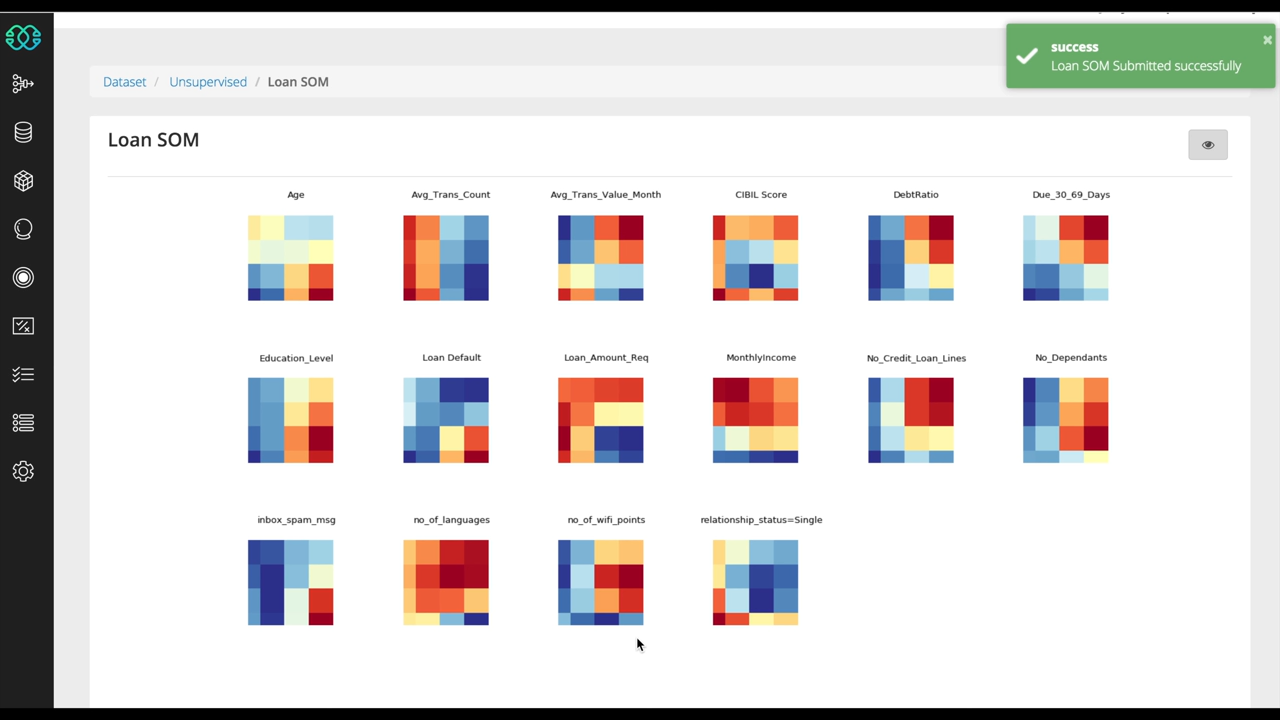 success
Loan SOM Submitted successfully
Dataset / Unsupervised / Loan SOM
Loan SOM
Age
Avg_Trans_Count
Avg_Trans_Value_Month
CIBIL Score
DebtRatio
Due_30_69_Days
Education_Level
Loan Default
Loan_Amount_Req
MonthlyIncome
No_Credit_Loan_Lines
No_Dependants
inbox_spam_msg
no_of_languages
no_of_wifi_points
relationship_status=Single